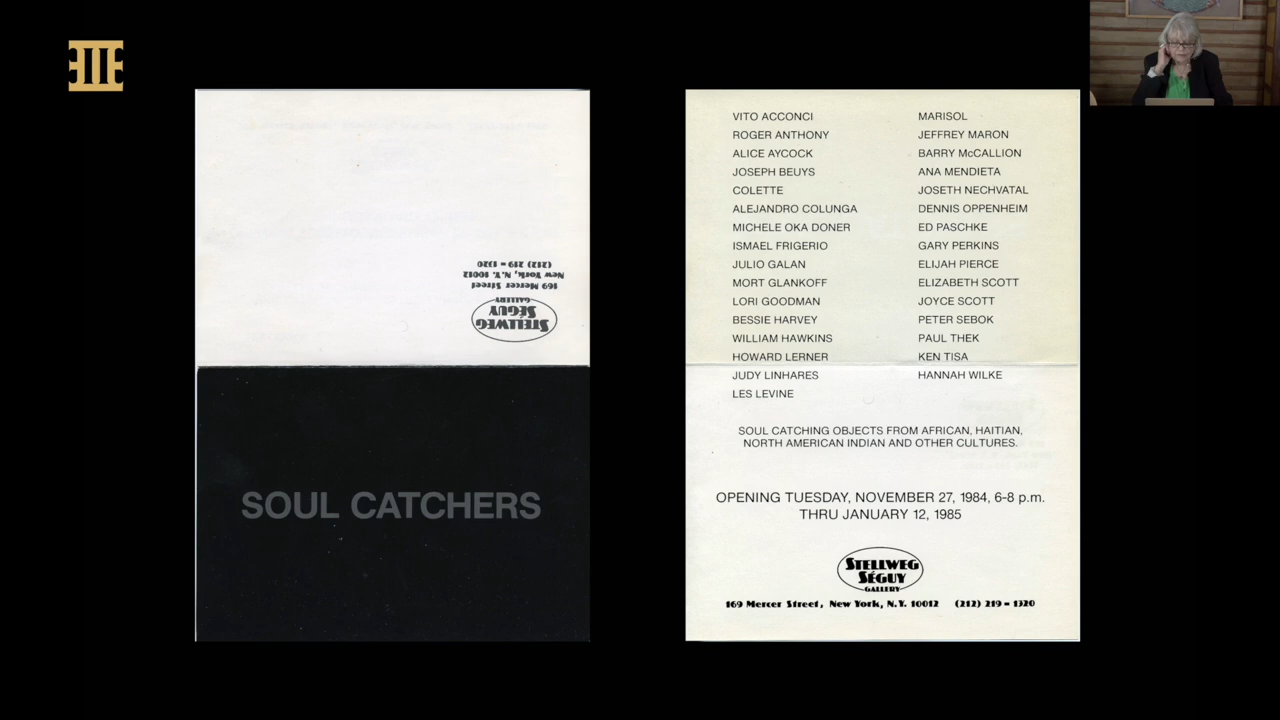 169 Mercer Street
New York, N.Y. 10012
(212) 219-1320
STELLWEG
SÉGUY
GALLERY
SOUL CATCHERS
VITO ACCONCI
ROGER ANTHONY
ALICE AYCOCK
JOSEPH BEUYS
COLETTE
ALEJANDRO COLUNGA
MICHELE OKA DONER
ISMAEL FRIGERIO
JULIO GALAN
MORT GLANKOFF
LORI GOODMAN
BESSIE HARVEY
WILLIAM HAWKINS
HOWARD LERNER
JUDY LINHARES
LES LEVINE
MARISOL
JEFFREY MARON
BARRY McCALLION
ANA MENDIETA
JOSETH NECHVATAL
DENNIS OPPENHEIM
ED PASCHKE
GARY PERKINS
ELIJAH PIERCE
ELIZABETH SCOTT
JOYCE SCOTT
PETER SEBOK
PAUL THEK
KEN TISA
HANNAH WILKE
SOUL CATCHING OBJECTS FROM AFRICAN, HAITIAN,
NORTH AMERICAN INDIAN AND OTHER CULTURES.
OPENING TUESDAY, NOVEMBER 27, 1984, 6-8 p.m.
THRU JANUARY 12, 1985
STELLWEG
SÉGUY
GALLERY
169 Mercer Street, New York, N.Y. 10012 (212) 219-1320